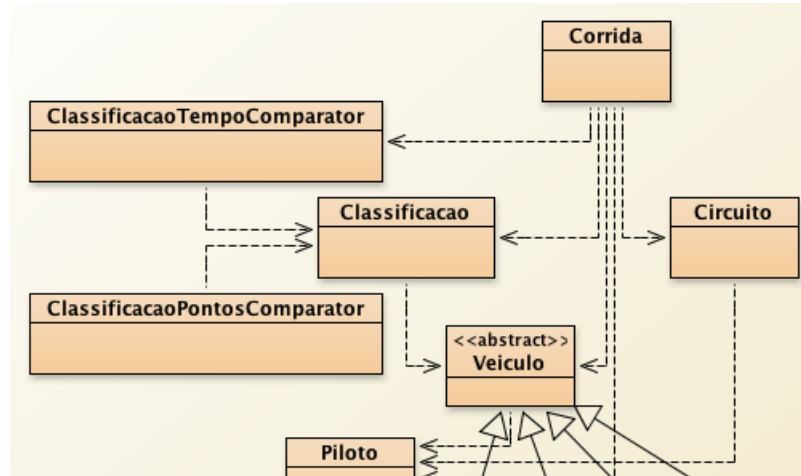 Corrida
ClassificacaoTempoComparator
Classificacao
Circuito
ClassificacaoPontosComparator
<<abstract>>
Veiculo
Piloto